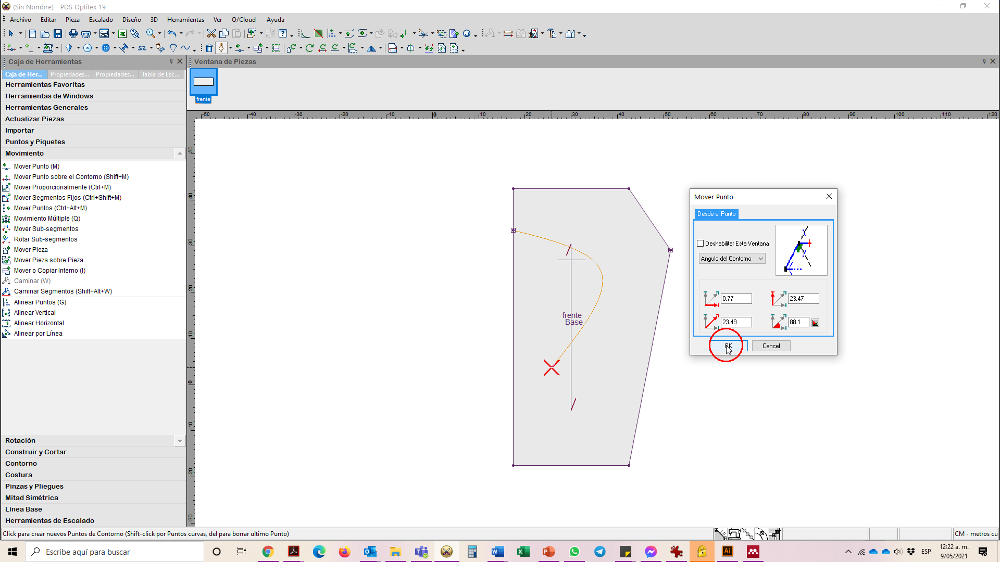 (Sin Nombre) - PDS Optitex 19
Archivo Editar Pieza Escalado Diseño 3D Herramientas Ver O/Cloud Ayuda
Caja de Herramientas
Caja de Her... Propiedades... Propiedades... Tabla de Esc...
Herramientas Favoritas
Herramientas de Windows
Herramientas Generales
Actualizar Piezas
Importar
Puntos y Piquetes
Movimiento
Mover Punto (M)
Mover Punto sobre el Contorno (Shift+M)
Mover Proporcionalmente (Ctrl+M)
Mover Segmentos Fijos (Ctrl+Shift+M)
Mover Puntos (Ctrl+Alt+M)
Movimiento Múltiple (Q)
Mover Sub-segmentos
Rotar Sub-segmentos
Mover Pieza
Mover Pieza sobre Pieza
Mover o Copiar Interno (I)
Caminar (W)
Caminar Segmentos (Shift+Alt+W)
Alinear Puntos (G)
Alinear Vertical
Alinear Horizontal
Alinear por Línea
Rotación
Construir y Cortar
Contorno
Costura
Pinzas y Pliegues
Mitad Simétrica
Línea Base
Herramientas de Escalado
Ventana de Piezas
frente
-50 -40 -30 -20 -10 0 10 20 30 40 50 60 70 80 90 100 110 120
50
40
30
20
10
0
-10
-20
-30
frente
Base
Mover Punto
Desde el Punto
Deshabilitar Esta Ventana
Angulo del Contorno
0.77 23.47
23.49 88.1
OK Cancel
Click para crear nuevos Puntos de Contorno (Shift-click por Puntos curvas, del para borrar ultimo Punto)
CM - metros cu
Escribe aquí para buscar
ESP
12:22 a. m.
9/05/2021